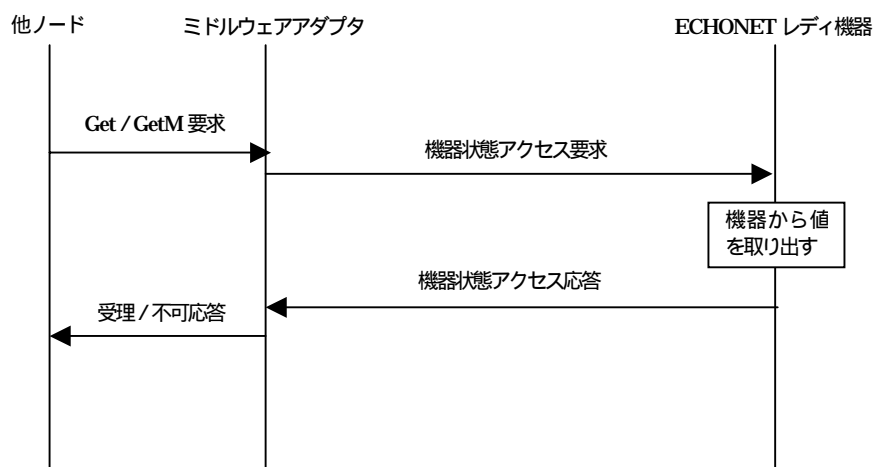 他ノード
ミドルウェアアダプタ
ECHONET レディ機器
Get / GetM 要求
機器状態アクセス要求
機器から値
を取り出す
機器状態アクセス応答
受理 / 不可応答